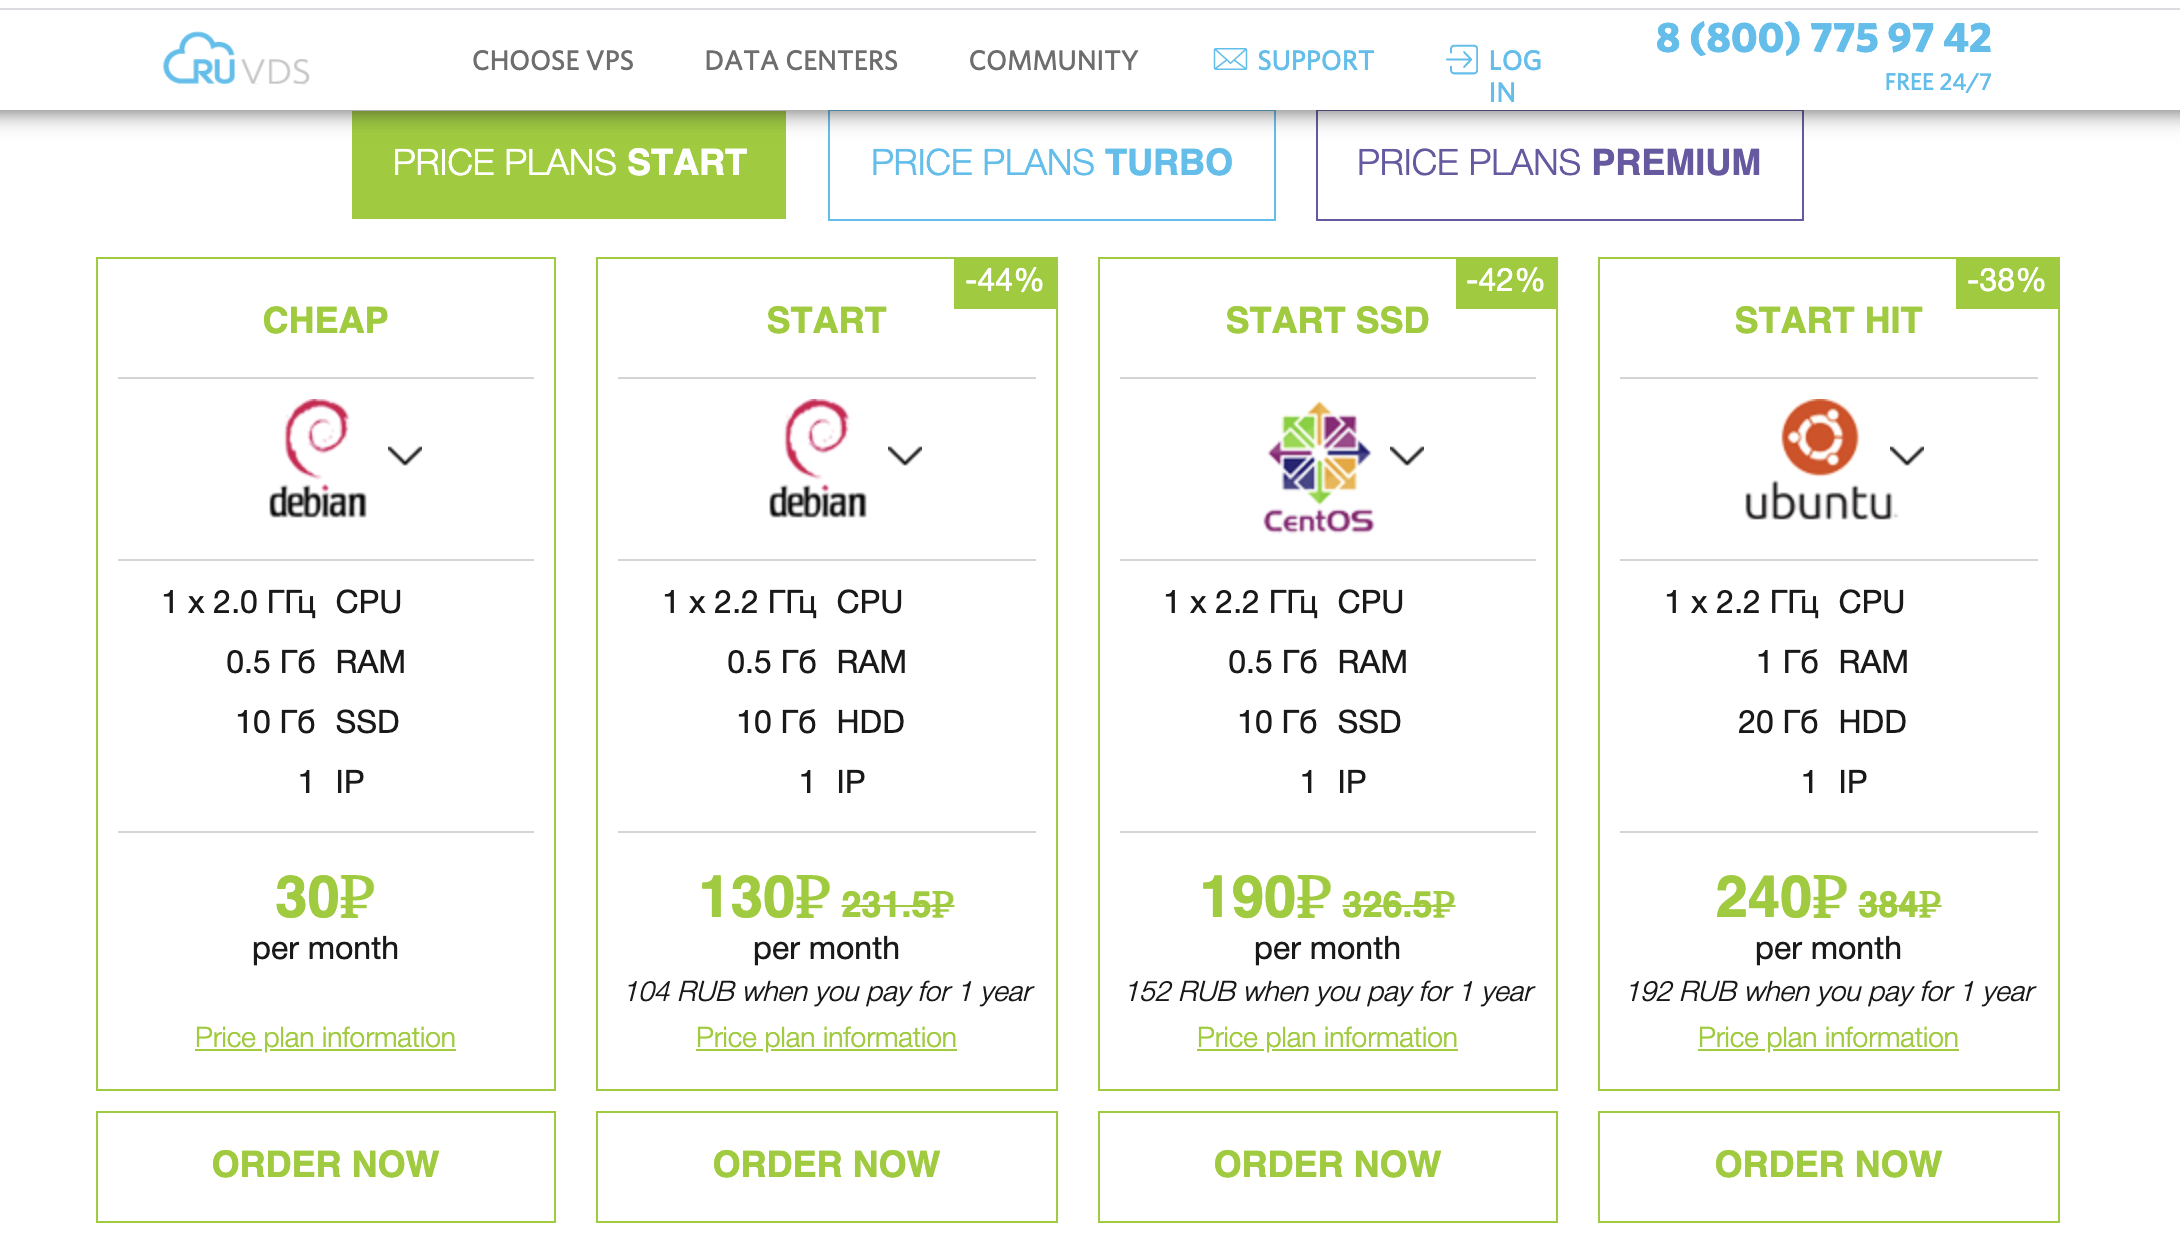 RUVDS
CHOOSE VPS
DATA CENTERS
COMMUNITY
SUPPORT
LOG
IN
8 (800) 775 97 42
FREE 24/7
PRICE PLANS START
PRICE PLANS TURBO
PRICE PLANS PREMIUM
CHEAP
debian
1 x 2.0 ГГц CPU
0.5 Гб RAM
10 Гб SSD
1 IP
30₽
per month
Price plan information
ORDER NOW
-44%
START
debian
1 x 2.2 ГГц CPU
0.5 Гб RAM
10 Гб HDD
1 IP
130₽ 231.5₽
per month
104 RUB when you pay for 1 year
Price plan information
ORDER NOW
-42%
START SSD
CentOS
1 x 2.2 ГГц CPU
0.5 Гб RAM
10 Гб SSD
1 IP
190₽ 326.5₽
per month
152 RUB when you pay for 1 year
Price plan information
ORDER NOW
-38%
START HIT
ubuntu
1 x 2.2 ГГц CPU
1 Гб RAM
20 Гб HDD
1 IP
240₽ 384₽
per month
192 RUB when you pay for 1 year
Price plan information
ORDER NOW